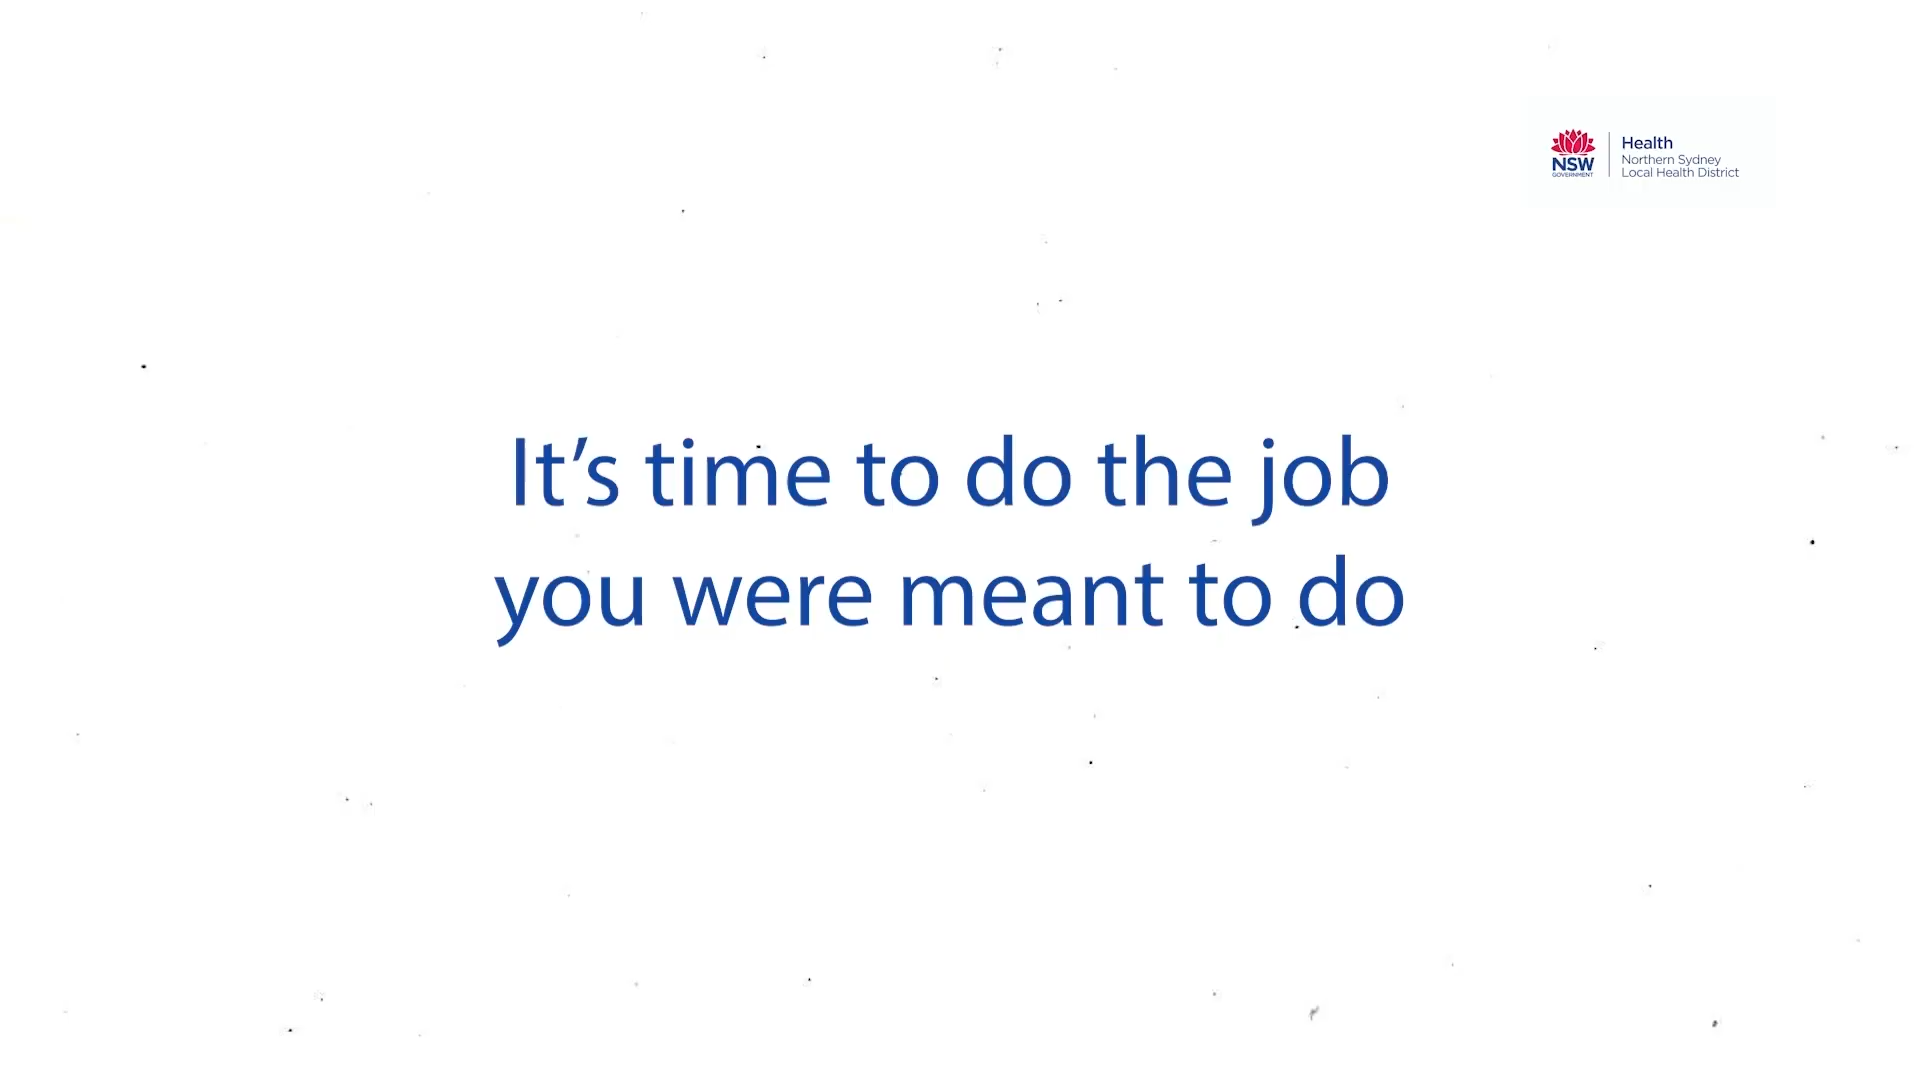 NSW
GOVERNMENT
Health
Northern Sydney
Local Health District
It’s time to do the job
you were meant to do